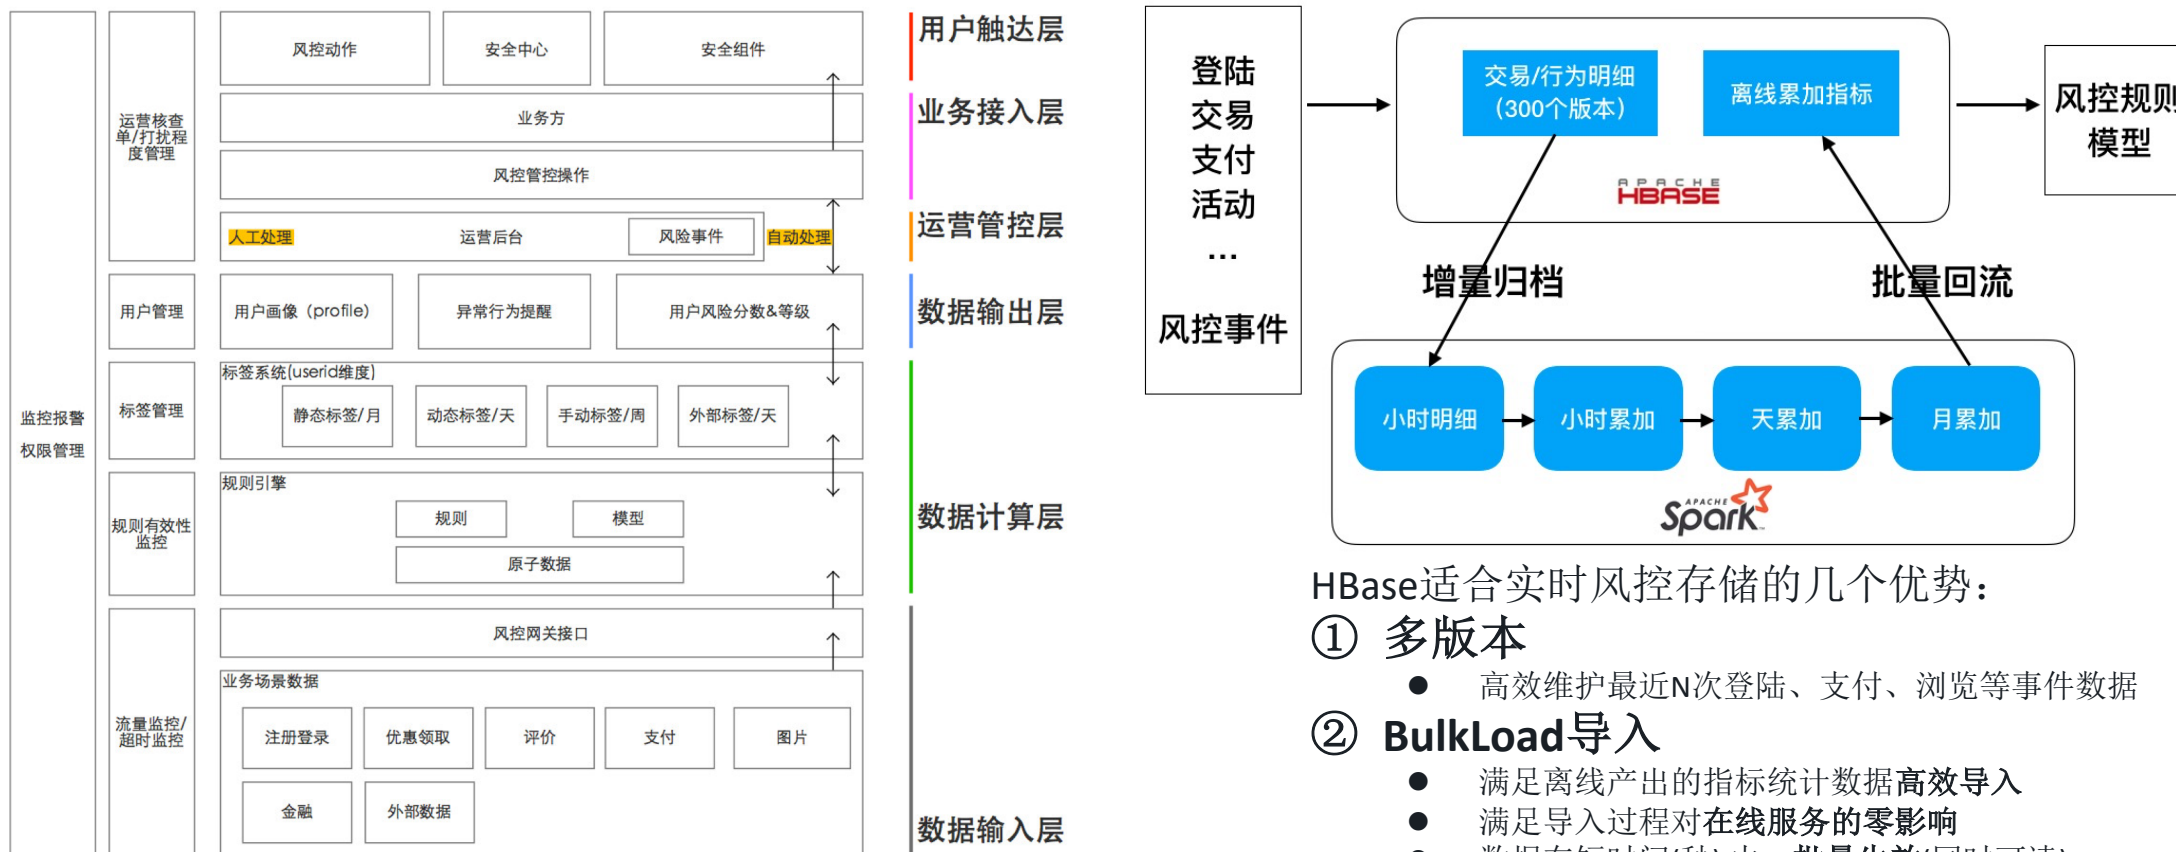 监控报警
权限管理
运营核查
单/打扰程
度管理
用户管理
标签管理
规则有效性
监控
流量监控/
超时监控
风控动作
安全中心
安全组件
业务方
风控管控操作
人工处理
运营后台
风险事件
自动处理
用户画像（profile）
异常行为提醒
用户风险分数&等级
标签系统(userid维度)
静态标签/月
动态标签/天
手动标签/周
外部标签/天
规则引擎
规则
模型
原子数据
风控网关接口
业务场景数据
注册登录
优惠领取
评价
支付
图片
金融
外部数据
用户触达层
业务接入层
运营管控层
数据输出层
数据计算层
数据输入层
登陆
交易
支付
活动
...
风控事件
交易/行为明细
（300个版本）
离线累加指标
APACHE
HBASE
风控规则
模型
增量归档
批量回流
小时明细
小时累加
天累加
月累加
APACHE
Spark™
HBase适合实时风控存储的几个优势：
① 多版本
● 高效维护最近N次登陆、支付、浏览等事件数据
② BulkLoad导入
● 满足离线产出的指标统计数据高效导入
● 满足导入过程对在线服务的零影响